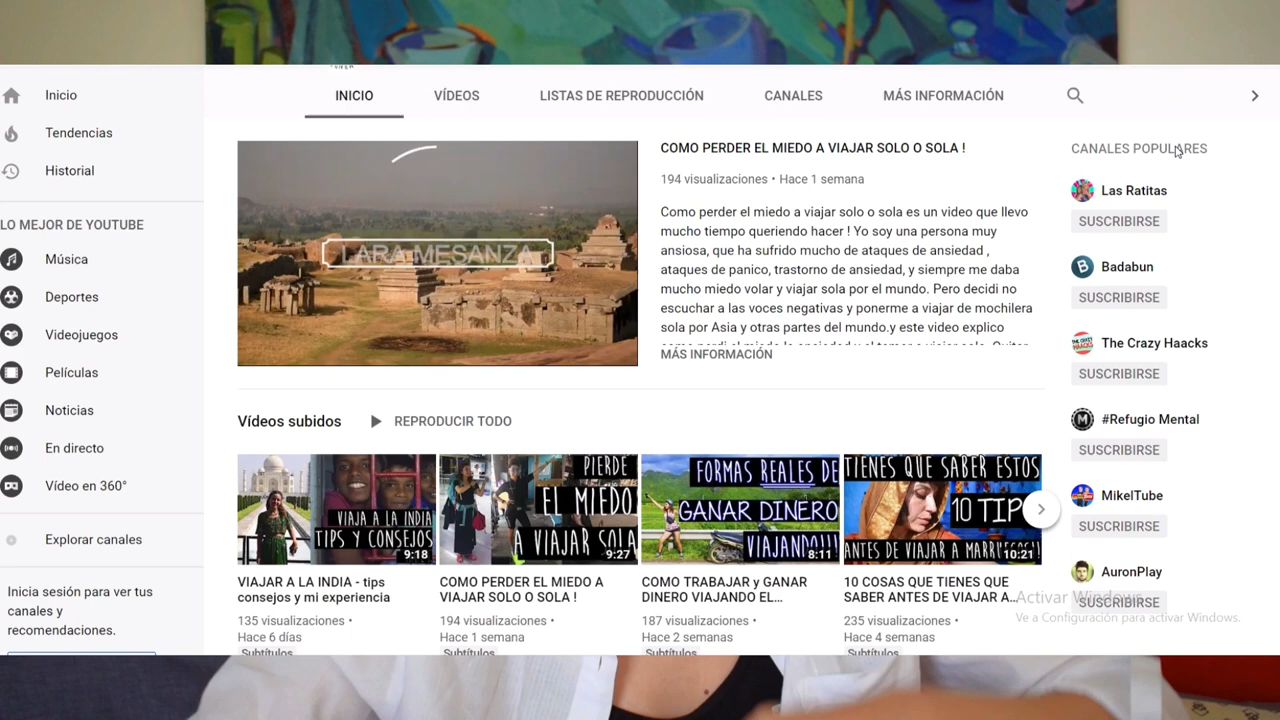 Inicio
Tendencias
Historial
LO MEJOR DE YOUTUBE
Música
Deportes
Videojuegos
Películas
Noticias
En directo
Vídeo en 360°
Explorar canales
Inicia sesión para ver tus
canales y
recomendaciones.
INICIO
VÍDEOS
LISTAS DE REPRODUCCIÓN
CANALES
MÁS INFORMACIÓN
LARA MESANZA
COMO PERDER EL MIEDO A VIAJAR SOLO O SOLA !
194 visualizaciones • Hace 1 semana
Como perder el miedo a viajar solo o sola es un video que llevo
mucho tiempo queriendo hacer ! Yo soy una persona muy
ansiosa, que ha sufrido mucho de ataques de ansiedad ,
ataques de panico, trastorno de ansiedad, y siempre me daba
mucho miedo volar y viajar sola por el mundo. Pero decidi no
escuchar a las voces negativas y ponerme a viajar de mochilera
sola por Asia y otras partes del mundo.y este video explico
MÁS INFORMACIÓN
Vídeos subidos
REPRODUCIR TODO
VIAJA A LA INDIA
TIPS Y CONSEJOS
9:18
VIAJAR A LA INDIA - tips
consejos y mi experiencia
135 visualizaciones •
Hace 6 días
Subtítulos
PIERDE
EL MIEDO
A VIAJAR SOLA
9:27
COMO PERDER EL MIEDO A
VIAJAR SOLO O SOLA !
194 visualizaciones •
Hace 1 semana
Subtítulos
FORMAS REALES DE
GANAR DINERO
VIAJANDO!!!
8:11
COMO TRABAJAR y GANAR
DINERO VIAJANDO EL...
187 visualizaciones •
Hace 2 semanas
Subtítulos
TIENES QUE SABER ESTOS
10 TIP
ANTES DE VIAJAR A MARRUECOS!!
10:21
10 COSAS QUE TIENES QUE
SABER ANTES DE VIAJAR A...
235 visualizaciones •
Hace 4 semanas
Subtítulos
CANALES POPULARES
Las Ratitas
SUSCRIBIRSE
Badabun
SUSCRIBIRSE
The Crazy Haacks
SUSCRIBIRSE
#Refugio Mental
SUSCRIBIRSE
MikelTube
SUSCRIBIRSE
AuronPlay
SUSCRIBIRSE
Activar Windows
Ve a Configuración para activar Windows.